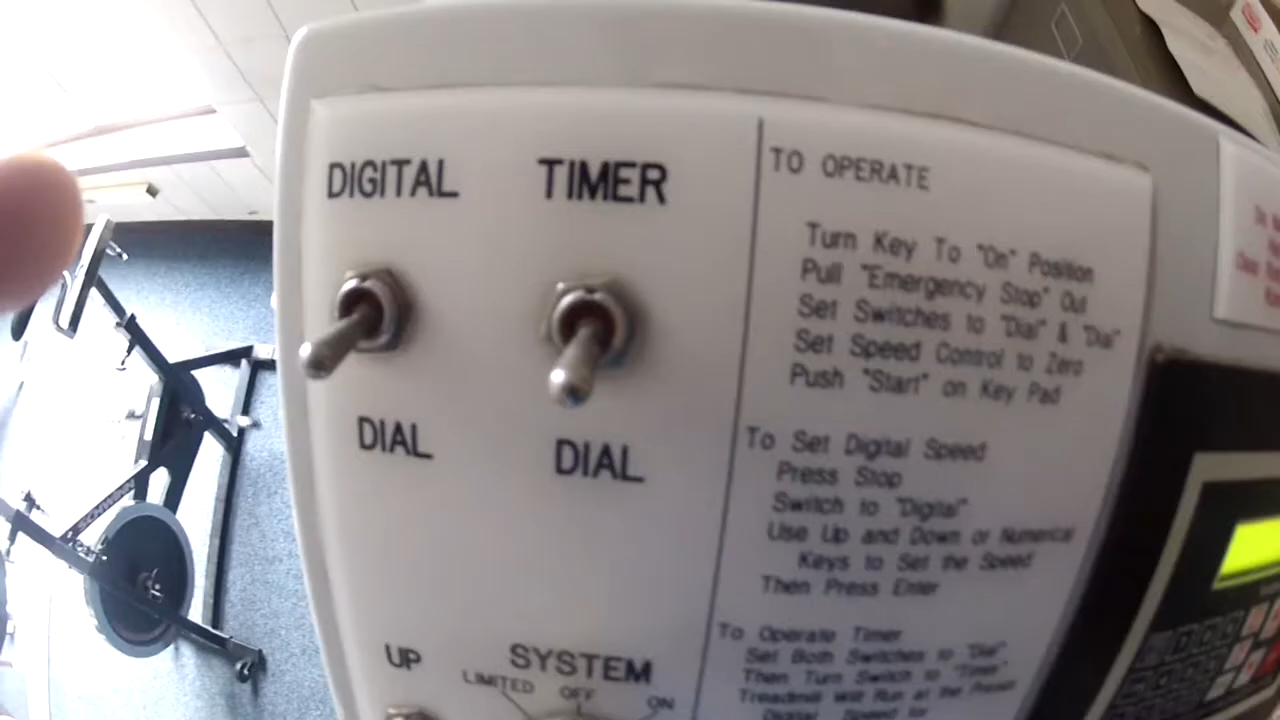 DIGITAL
TIMER
DIAL
DIAL
UP
SYSTEM
LIMITED
OFF
ON
TO OPERATE
Turn Key To "On" Position
Pull "Emergency Stop" Out
Set Switches to "Dial" & "Dial"
Set Speed Control to Zero
Push "Start" on Key Pad
To Set Digital Speed
Press Stop
Switch to "Digital"
Use Up and Down or Numerical
Keys to Set the Speed
Then Press Enter
To Operate Timer
Set Both Switches to "Dial"
Then Turn Switch to "Timer"
Treadmill Will Run at the Preset
Digital Speed for
SCHWINN